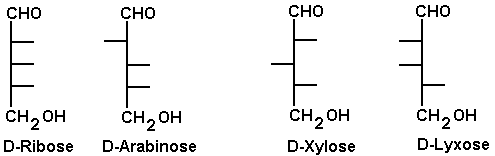 CHO CHO CHO CHO
CH2OH CH2OH CH2OH CH2OH
D-Ribose D-Arabinose D-Xylose D-Lyxose